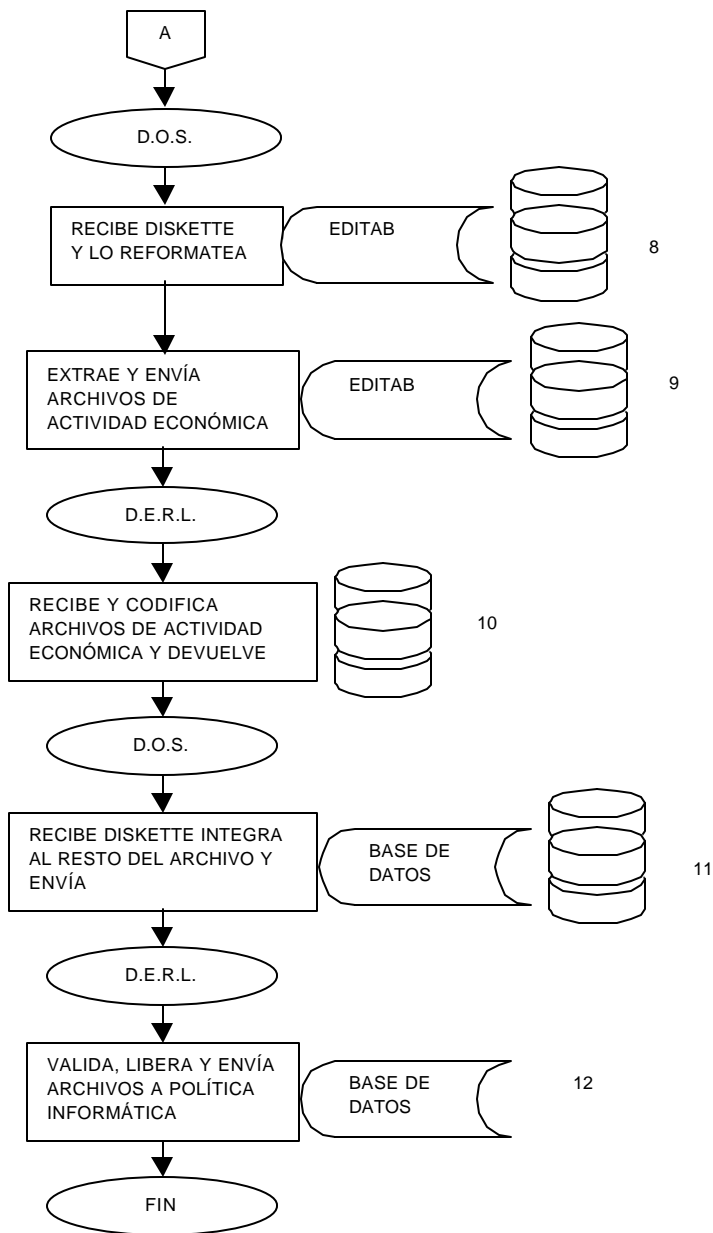 A
D.O.S.
RECIBE DISKETTE
Y LO REFORMATEA
EDITAB
8
EXTRAE Y ENVÍA
ARCHIVOS DE
ACTIVIDAD ECONÓMICA
EDITAB
9
D.E.R.L.
RECIBE Y CODIFICA
ARCHIVOS DE ACTIVIDAD
ECONÓMICA Y DEVUELVE
10
D.O.S.
RECIBE DISKETTE INTEGRA
AL RESTO DEL ARCHIVO Y
ENVÍA
BASE DE
DATOS
11
D.E.R.L.
VALIDA, LIBERA Y ENVÍA
ARCHIVOS A POLÍTICA
INFORMÁTICA
BASE DE
DATOS
12
FIN